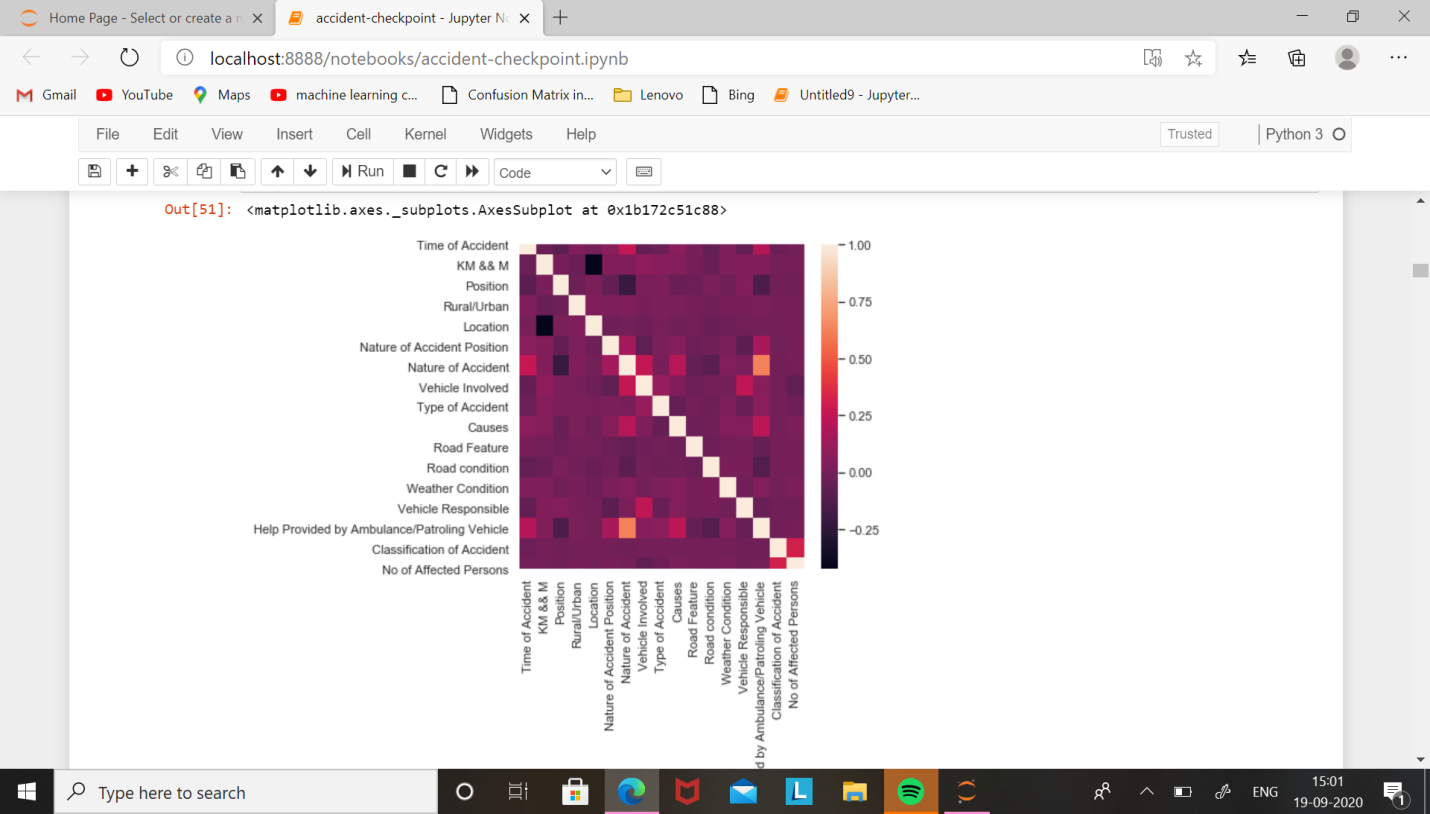 Home Page - Select or create a n
accident-checkpoint - Jupyter No
localhost:8888/notebooks/accident-checkpoint.ipynb
Gmail YouTube Maps machine learning c... Confusion Matrix in... Lenovo Bing Untitled9 - Jupyter...
File Edit View Insert Cell Kernel Widgets Help Trusted Python 3
Run Code
Out[51]: <matplotlib.axes._subplots.AxesSubplot at 0x1b172c51c88>
Time of Accident
KM && M
Position
Rural/Urban
Location
Nature of Accident Position
Nature of Accident
Vehicle Involved
Type of Accident
Causes
Road Feature
Road condition
Weather Condition
Vehicle Responsible
Help Provided by Ambulance/Patroling Vehicle
Classification of Accident
No of Affected Persons
1.00
0.75
0.50
0.25
0.00
−0.25
Time of Accident
KM && M
Position
Rural/Urban
Location
Nature of Accident Position
Nature of Accident
Vehicle Involved
Type of Accident
Causes
Road Feature
Road condition
Weather Condition
Vehicle Responsible
d by Ambulance/Patroling Vehicle
Classification of Accident
No of Affected Persons
Type here to search
L
ENG
15:01
19-09-2020
1